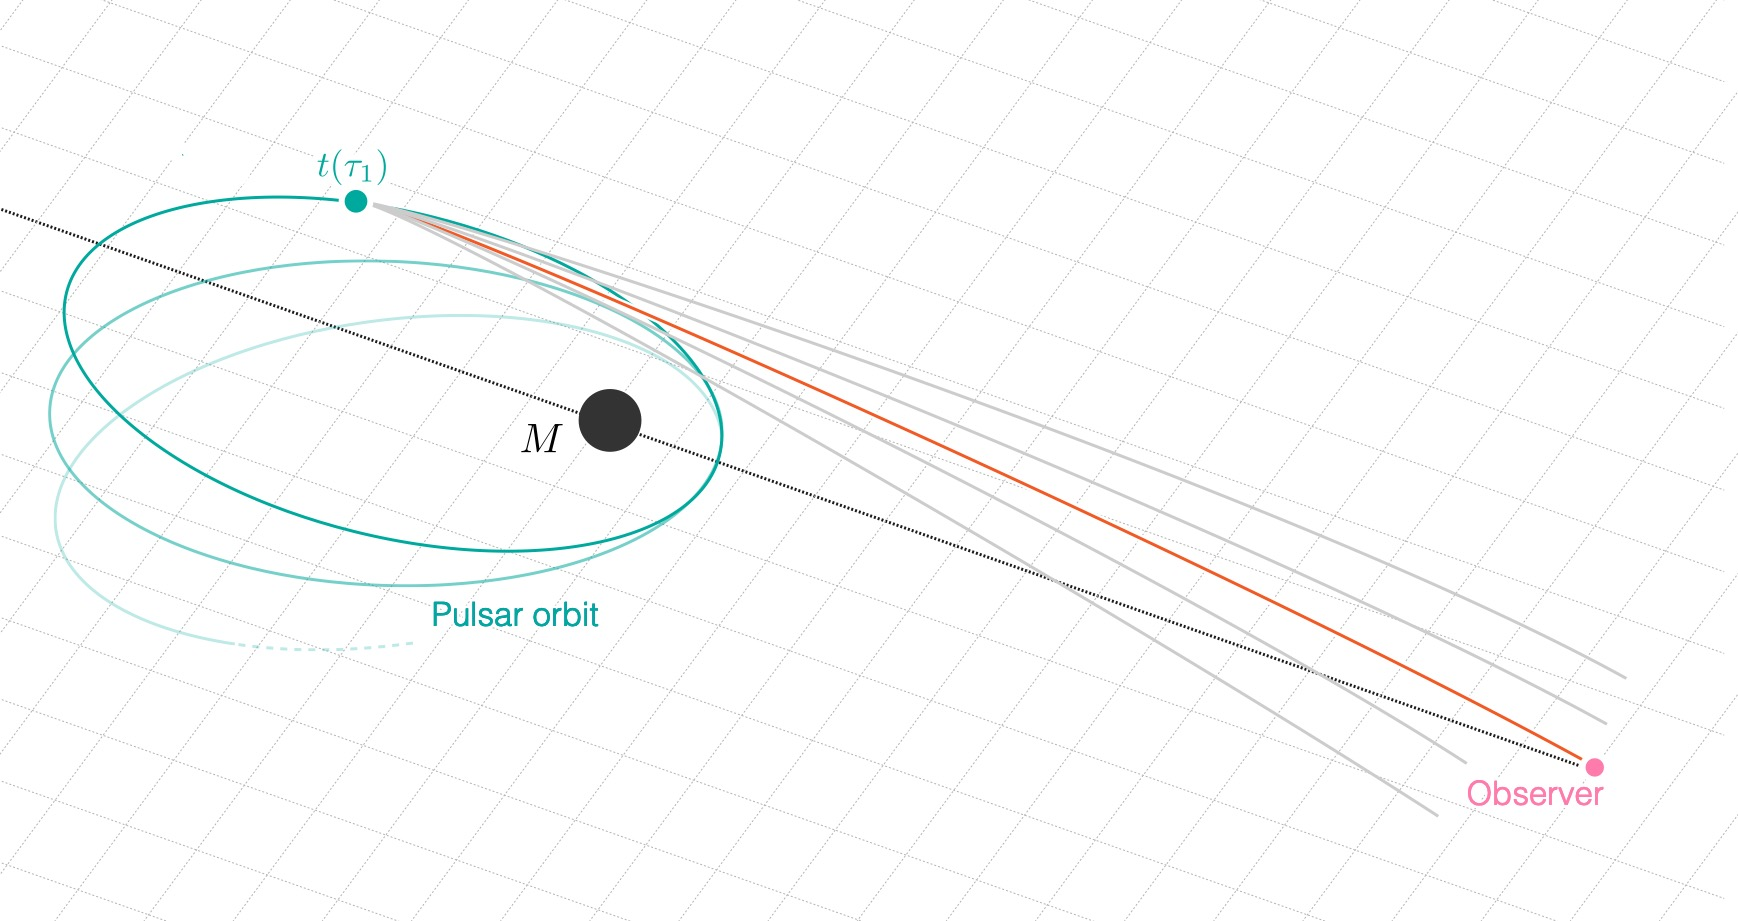 t(τ₁)
M
Pulsar orbit
Observer